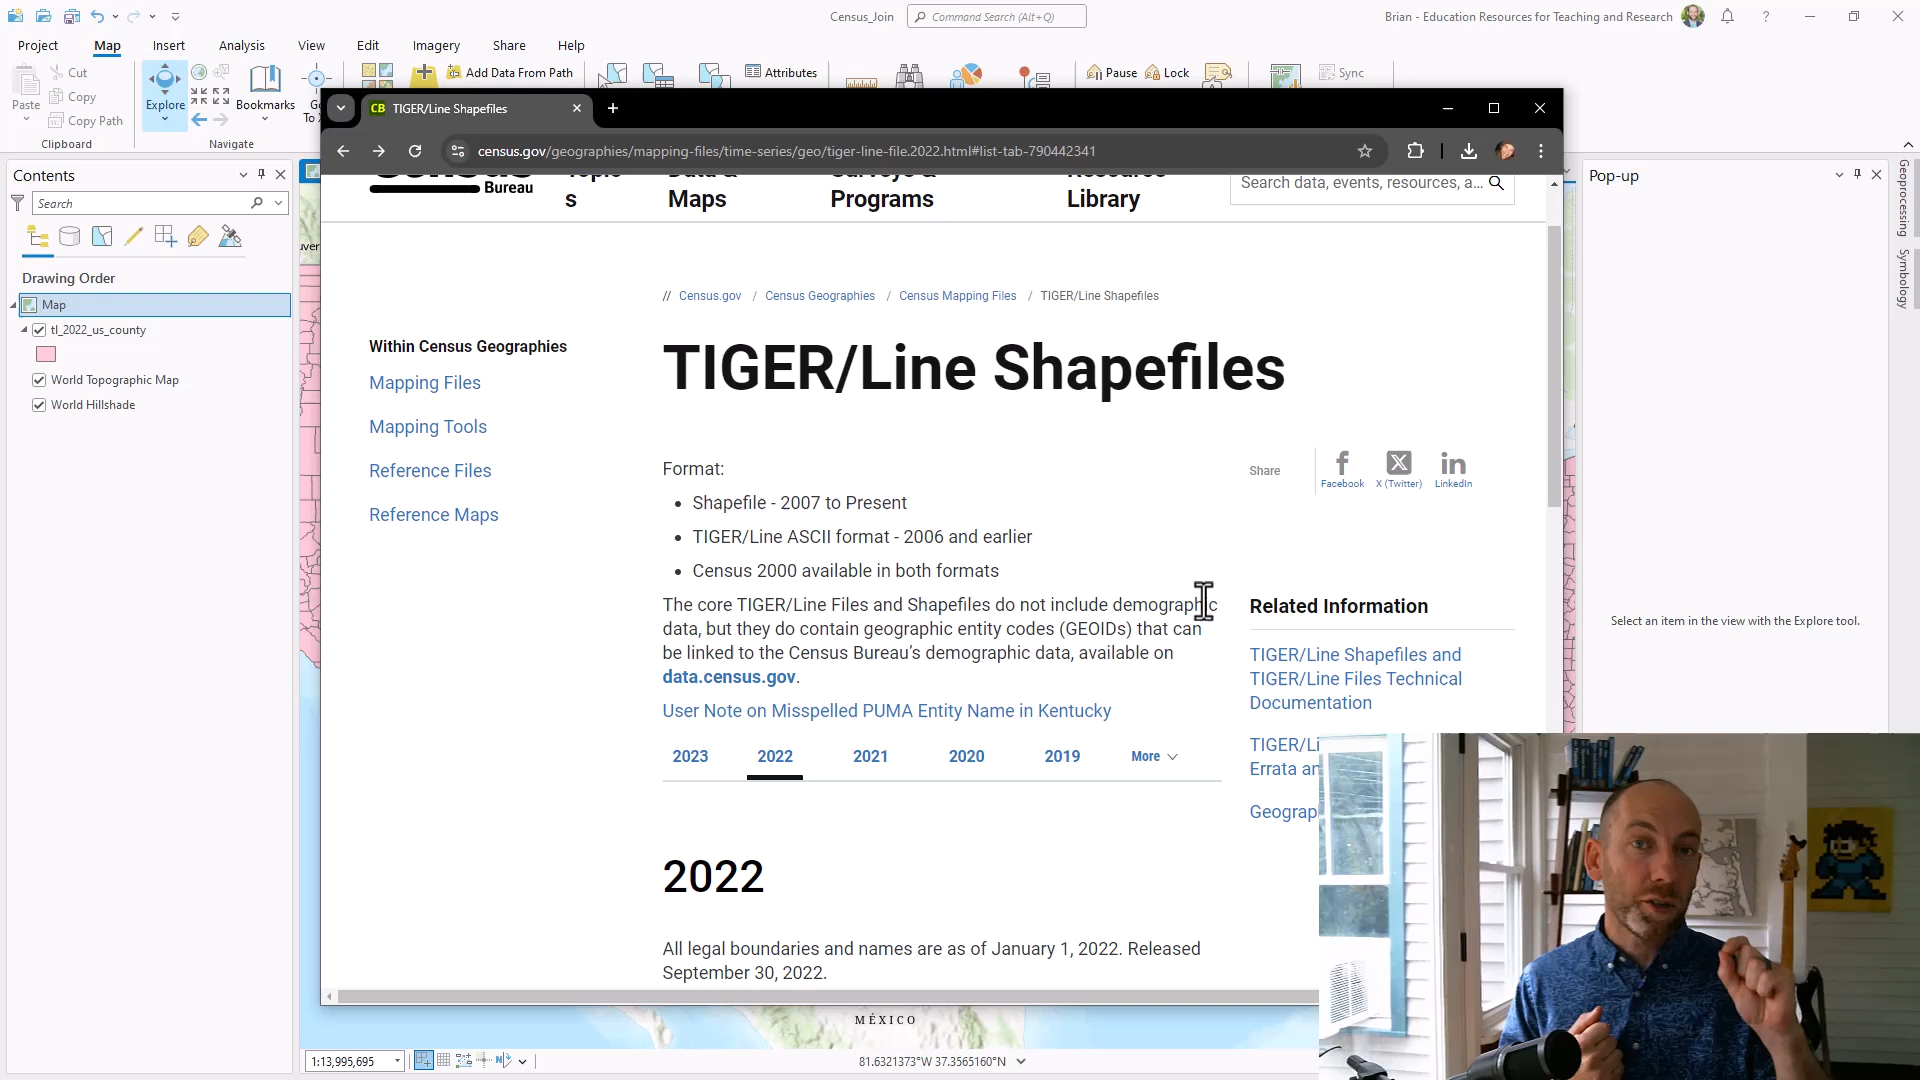 Census_Join
Command Search (Alt+Q)
Brian - Education Resources for Teaching and Research
?
Project
Map
Insert
Analysis
View
Edit
Imagery
Share
Help
Paste
Cut
Copy
Copy Path
Clipboard
Explore
Bookmarks
Navigate
Add Data From Path
Attributes
Pause
Lock
Sync
CB
TIGER/Line Shapefiles
census.gov/geographies/mapping-files/time-series/geo/tiger-line-file.2022.html#list-tab-790442341
Contents
Search
Drawing Order
Map
tl_2022_us_county
World Topographic Map
World Hillshade
Bureau
s
Maps
Programs
Library
Search data, events, resources, a...
// Census.gov / Census Geographies / Census Mapping Files / TIGER/Line Shapefiles
Within Census Geographies
Mapping Files
Mapping Tools
Reference Files
Reference Maps
TIGER/Line Shapefiles
Format:
• Shapefile - 2007 to Present
• TIGER/Line ASCII format - 2006 and earlier
• Census 2000 available in both formats
The core TIGER/Line Files and Shapefiles do not include demographic
data, but they do contain geographic entity codes (GEOIDs) that can
be linked to the Census Bureau's demographic data, available on
data.census.gov.
User Note on Misspelled PUMA Entity Name in Kentucky
2023
2022
2021
2020
2019
More
2022
All legal boundaries and names are as of January 1, 2022. Released
September 30, 2022.
Share
Facebook
X (Twitter)
LinkedIn
Related Information
TIGER/Line Shapefiles and
TIGER/Line Files Technical
Documentation
TIGER/Li
Errata an
Geograp
Pop-up
Select an item in the view with the Explore tool.
Geoprocessing
Symbology
MÉXICO
1:13,995,695
81.6321373°W 37.3565160°N